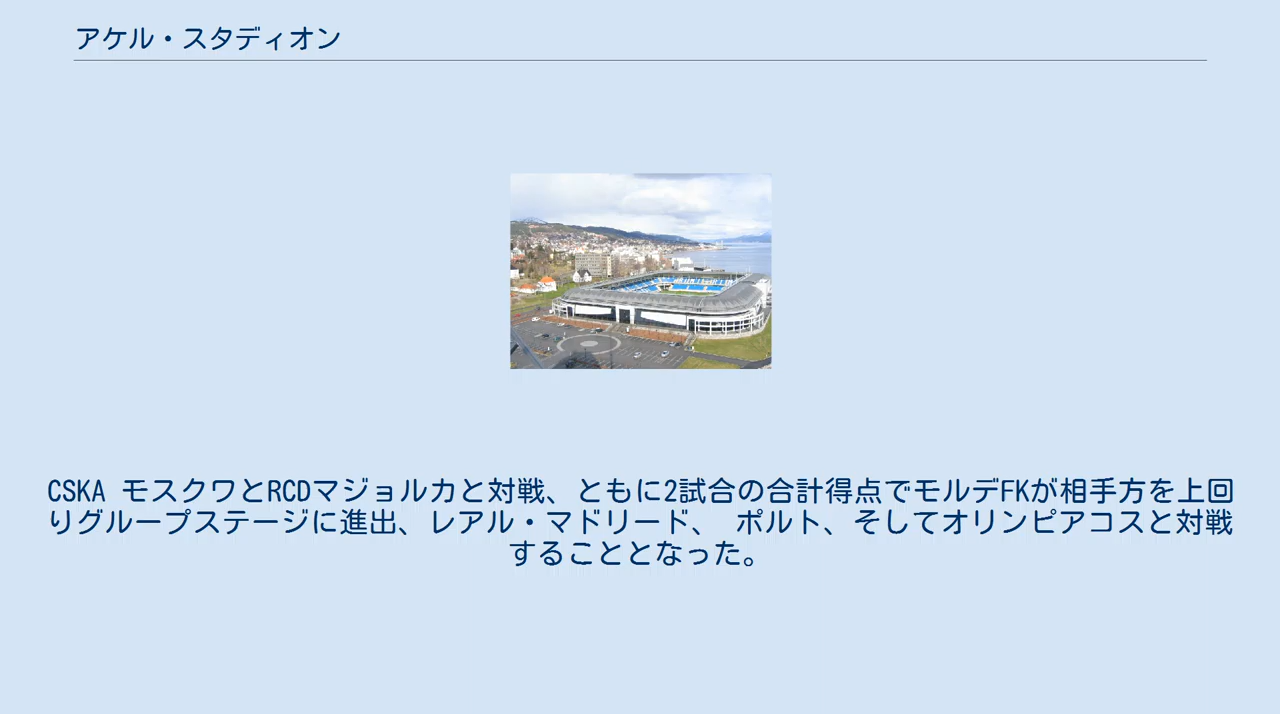 アケル・スタディオン
CSKA モスクワとRCDマジョルカと対戦、ともに2試合の合計得点でモルデFKが相手方を上回
りグループステージに進出、レアル・マドリード、 ポルト、そしてオリンピアコスと対戦
することとなった。